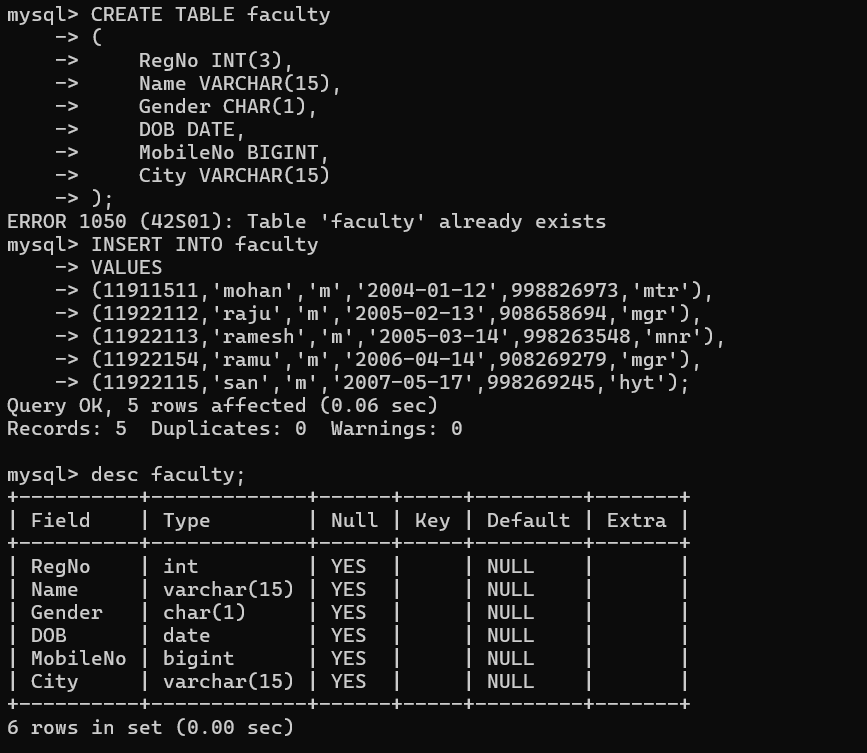 mysql> CREATE TABLE faculty
    -> (
    ->     RegNo INT(3),
    ->     Name VARCHAR(15),
    ->     Gender CHAR(1),
    ->     DOB DATE,
    ->     MobileNo BIGINT,
    ->     City VARCHAR(15)
    -> );
ERROR 1050 (42S01): Table 'faculty' already exists
mysql> INSERT INTO faculty
    -> VALUES
    -> (11911511,'mohan','m','2004-01-12',998826973,'mtr'),
    -> (11922112,'raju','m','2005-02-13',908658694,'mgr'),
    -> (11922113,'ramesh','m','2005-03-14',998263548,'mnr'),
    -> (11922154,'ramu','m','2006-04-14',908269279,'mgr'),
    -> (11922115,'san','m','2007-05-17',998269245,'hyt');
Query OK, 5 rows affected (0.06 sec)
Records: 5  Duplicates: 0  Warnings: 0

mysql> desc faculty;
+----------+-------------+------+-----+---------+-------+
| Field    | Type        | Null | Key | Default | Extra |
+----------+-------------+------+-----+---------+-------+
| RegNo    | int         | YES  |     | NULL    |       |
| Name     | varchar(15) | YES  |     | NULL    |       |
| Gender   | char(1)     | YES  |     | NULL    |       |
| DOB      | date        | YES  |     | NULL    |       |
| MobileNo | bigint      | YES  |     | NULL    |       |
| City     | varchar(15) | YES  |     | NULL    |       |
+----------+-------------+------+-----+---------+-------+
6 rows in set (0.00 sec)